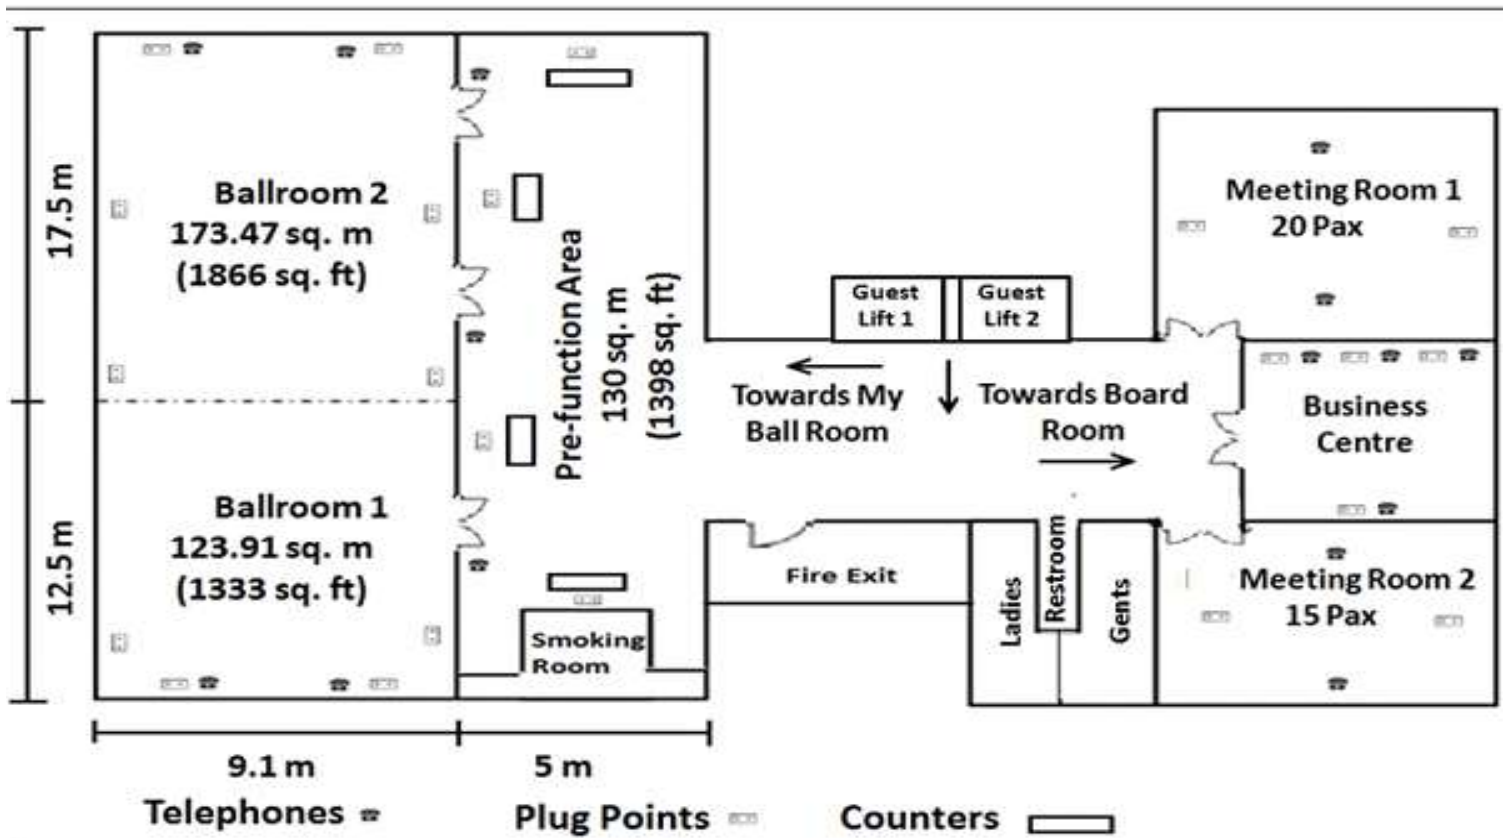 17.5 m
12.5 m
Ballroom 2
173.47 sq. m
(1866 sq. ft)
Ballroom 1
123.91 sq. m
(1333 sq. ft)
Pre-function Area
130 sq. m
(1398 sq. ft)
Smoking
Room
Guest
Lift 1
Guest
Lift 2
Towards My
Ball Room
Towards Board
Room
Fire Exit
Ladies
Restroom
Gents
Meeting Room 1
20 Pax
Business
Centre
Meeting Room 2
15 Pax
9.1 m
5 m
Telephones
Plug Points
Counters